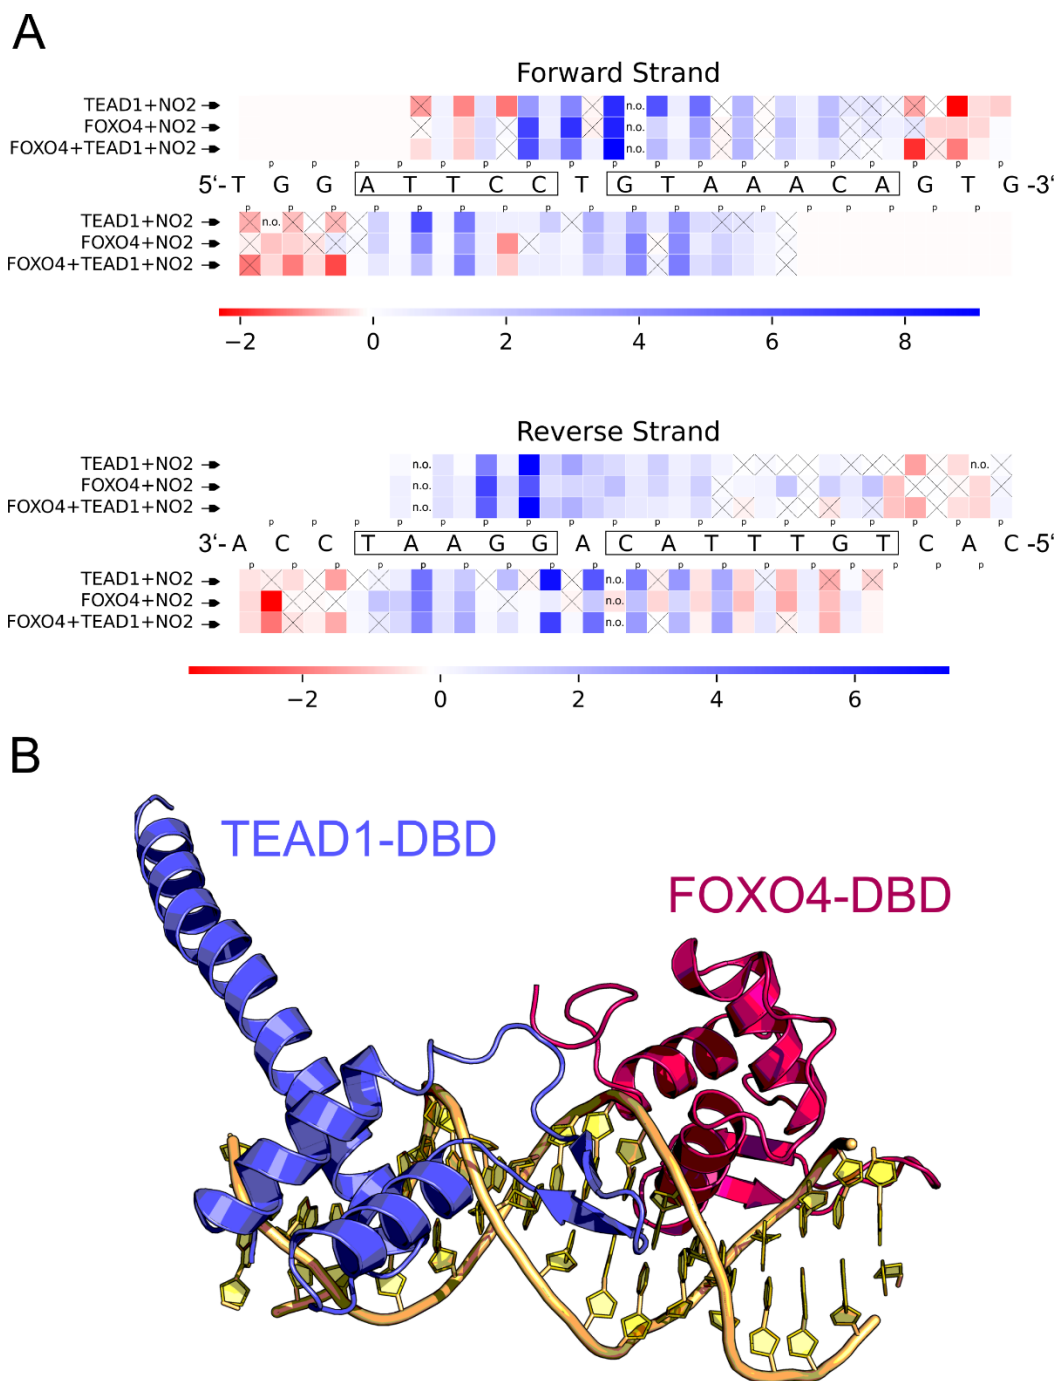 A
Forward Strand
TEAD1+NO2
n.o.
FOXO4+NO2
n.o.
FOXO4+TEAD1+NO2
n.o.
p p p p p p p p p p p p p p p p p p
5‘- T G G A T T C C T G T A A A C A G T G -3‘
p p p p p p p p p p p p p p p p p p
TEAD1+NO2
n.o.
FOXO4+NO2
FOXO4+TEAD1+NO2
−2 0 2 4 6 8
Reverse Strand
TEAD1+NO2
n.o. n.o.
FOXO4+NO2
n.o.
FOXO4+TEAD1+NO2
n.o.
p p p p p p p p p p p p p p p p p p
3‘- A C C T A A G G A C A T T T G T C A C -5‘
p p p p p p p p p p p p p p p p p p
TEAD1+NO2
n.o.
FOXO4+NO2
n.o.
FOXO4+TEAD1+NO2
n.o.
−2 0 2 4 6
B
TEAD1-DBD
FOXO4-DBD